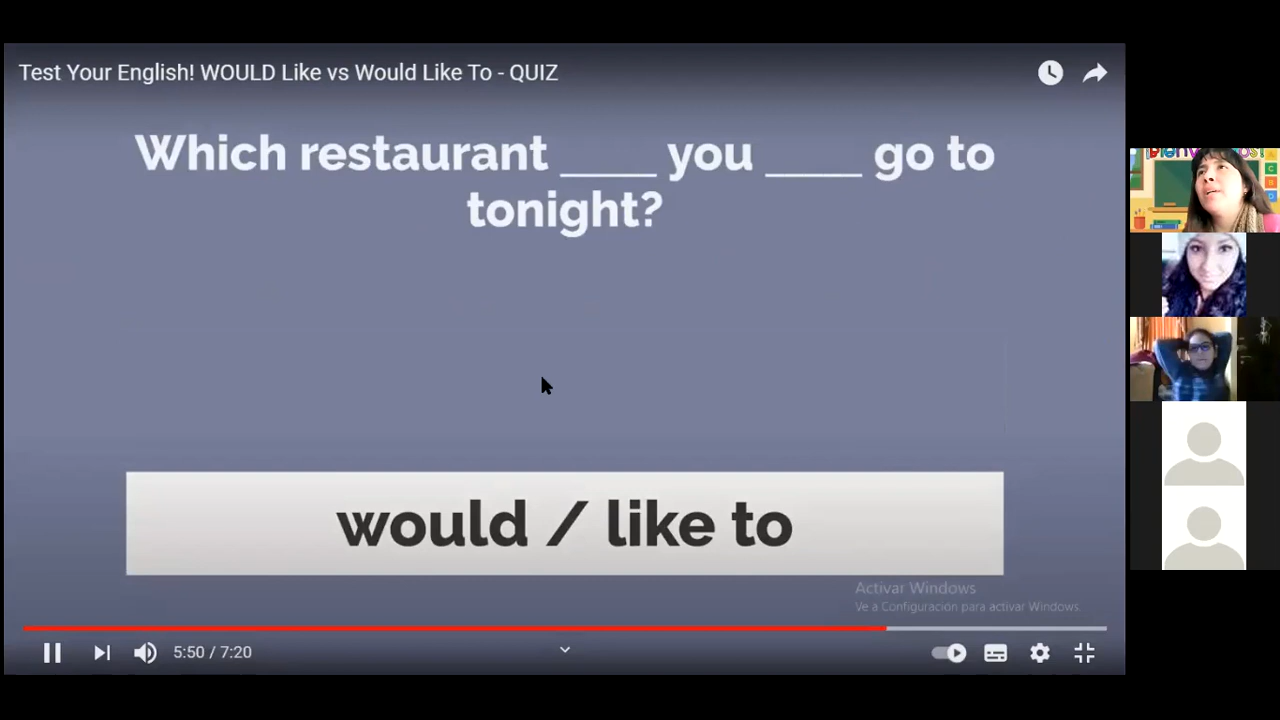 Test Your English! WOULD Like vs Would Like To - QUIZ
Which restaurant ____ you ____ go to
tonight?
would / like to
Activar Windows
Ve a Configuración para activar Windows.
5:50 / 7:20